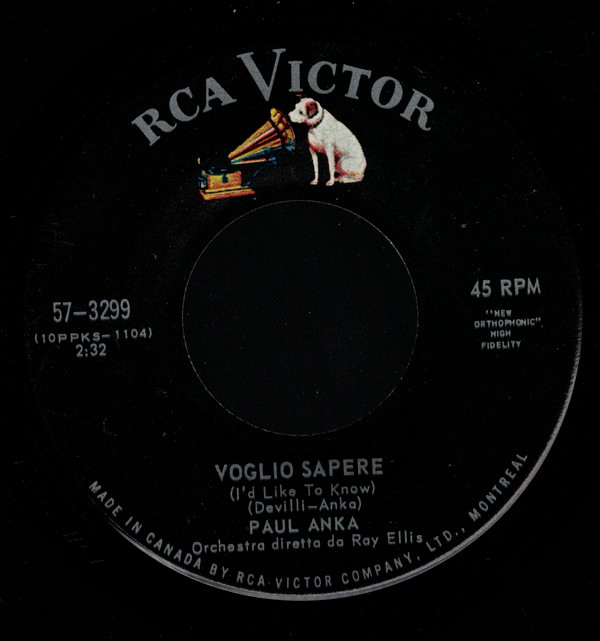 RCA VICTOR
57-3299
(10PPKS-1104)
2:32
45 RPM
"NEW
ORTHOPHONIC"
HIGH
FIDELITY
VOGLIO SAPERE
(I'd Like To Know)
(Devilli-Anka)
PAUL ANKA
Orchestra diretta da Ray Ellis
MADE IN CANADA BY RCA VICTOR COMPANY, LTD., MONTREAL